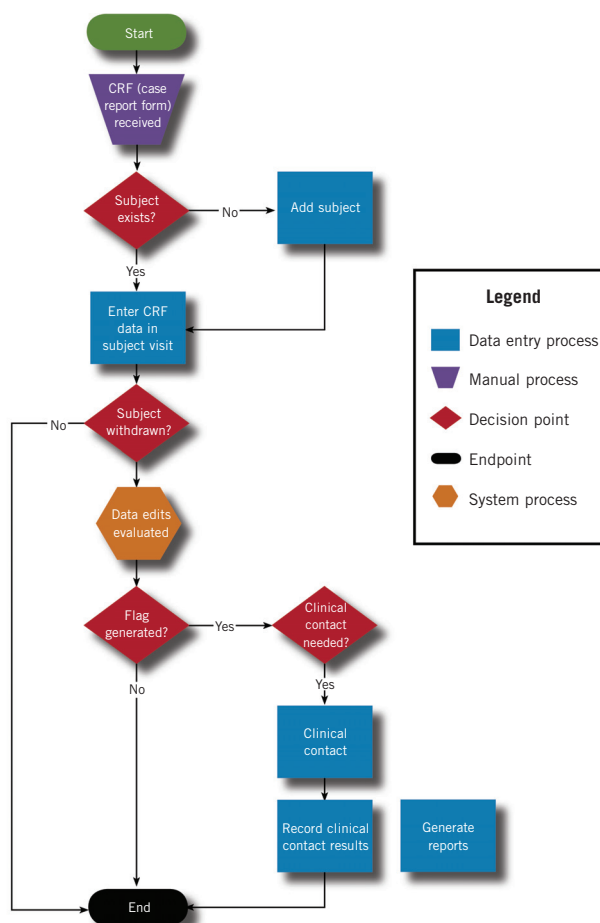 Start
CRF (case
report form)
received
Subject
exists?
No
Add subject
Yes
Enter CRF
data in
subject visit
No
Subject
withdrawn?
Data edits
evaluated
Flag
generated?
Yes
Clinical
contact
needed?
No
Yes
Clinical
contact
Record clinical
contact results
Generate
reports
End
Legend
Data entry process
Manual process
Decision point
Endpoint
System process